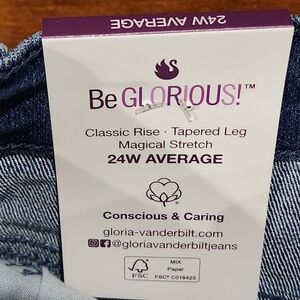 24W AVERAGE
Be GLORIOUS!™
Classic Rise · Tapered Leg
Magical Stretch
24W AVERAGE
Conscious & Caring
gloria-vanderbilt.com
@gloriavanderbiltjeans
FSC
MIX
Paper
FSC® C016423